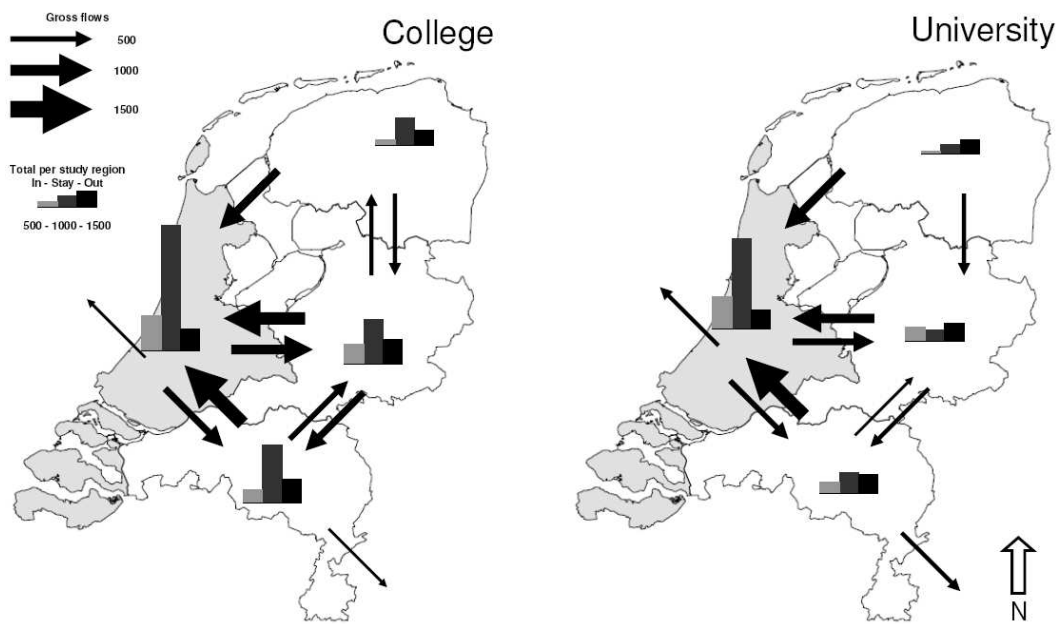 Gross flows
500
1000
1500
College
University
Total per study region
In - Stay - Out
500 - 1000 - 1500
N